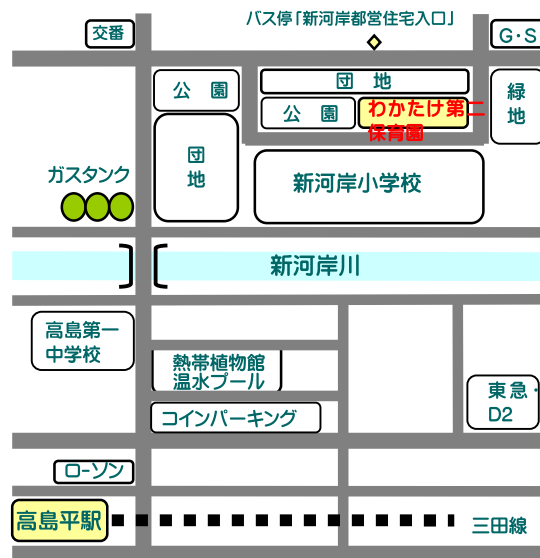 バス停「新河岸都営住宅入口」
交番
G・S
公園
団地
緑
地
公園
わかたけ第二
保育園
団
地
ガスタンク
新河岸小学校
新河岸川
高島第一
中学校
熱帯植物館
温水プール
東急・
D2
コインパーキング
ローソン
高島平駅
三田線